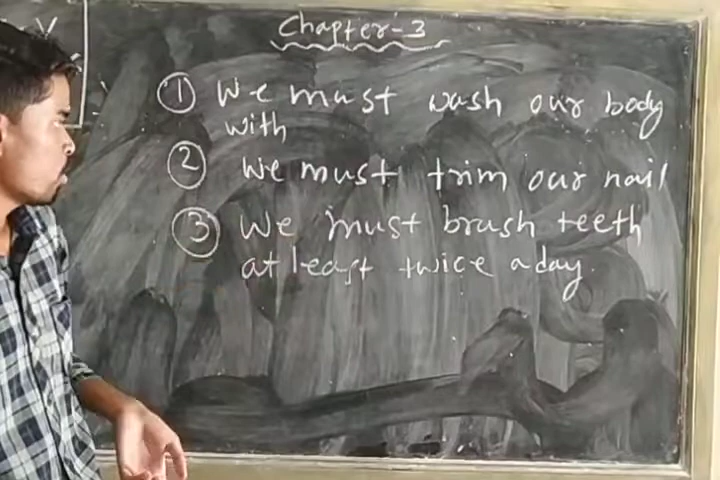 Chapter-3
① We must wash our body
with
② We must trim our nail
③ We must brush teeth
at least twice a day.